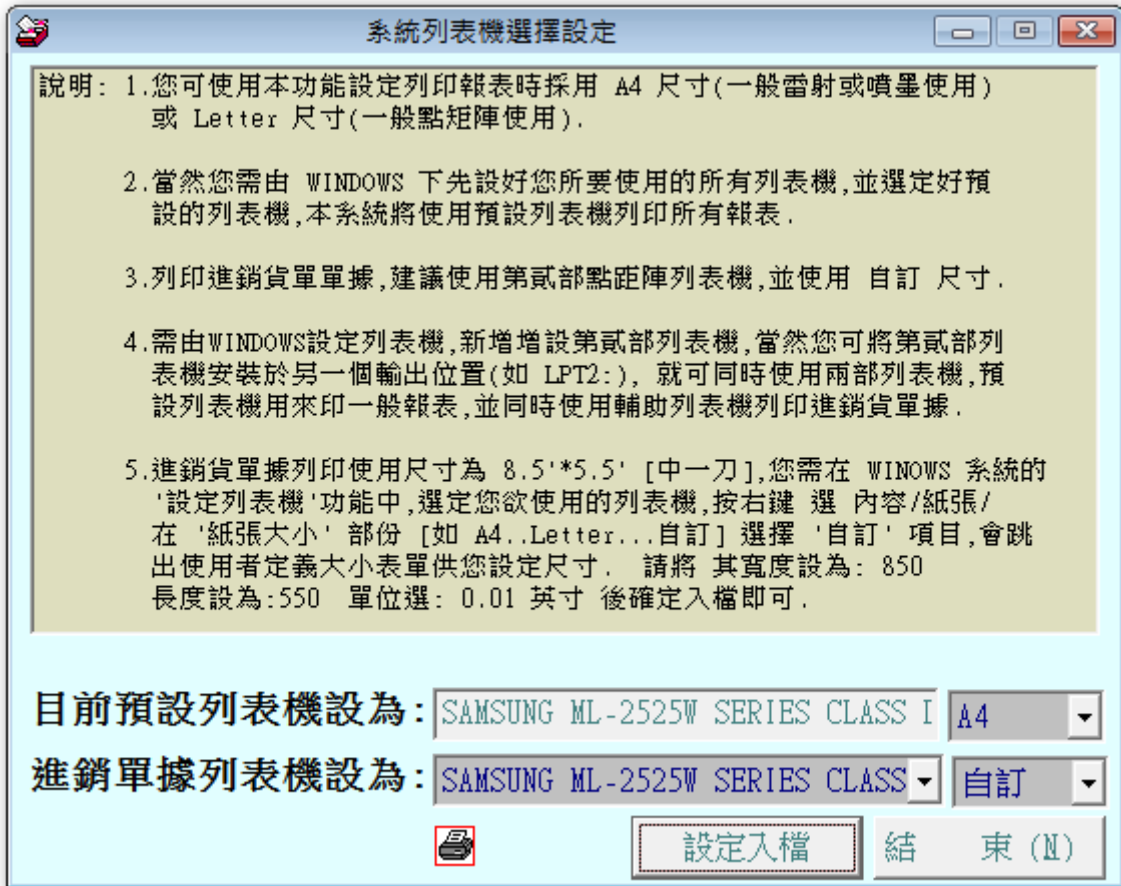 系統列表機選擇設定
說明: 1.您可使用本功能設定列印報表時採用 A4 尺寸(一般雷射或噴墨使用)
或 Letter 尺寸(一般點矩陣使用).
2.當然您需由 WINDOWS 下先設好您所要使用的所有列表機,並選定好預
設的列表機,本系統將使用預設列表機列印所有報表.
3.列印進銷貨單單據,建議使用第貳部點距陣列表機,並使用 自訂 尺寸.
4.需由WINDOWS設定列表機,新增增設第貳部列表機,當然您可將第貳部列
表機安裝於另一個輸出位置(如 LPT2:), 就可同時使用兩部列表機,預
設列表機用來印一般報表,並同時使用輔助列表機列印進銷貨單據.
5.進銷貨單據列印使用尺寸為 8.5'*5.5' [中一刀],您需在 WINOWS 系統的
'設定列表機'功能中,選定您欲使用的列表機,按右鍵 選 內容/紙張/
在 '紙張大小' 部份 [如 A4..Letter...自訂] 選擇 '自訂' 項目,會跳
出使用者定義大小表單供您設定尺寸. 請將 其寬度設為: 850
長度設為:550 單位選: 0.01 英寸 後確定入檔即可.
目前預設列表機設為: SAMSUNG ML-2525W SERIES CLASS I A4
進銷單據列表機設為: SAMSUNG ML-2525W SERIES CLASS 自訂
設定入檔 結 束 (N)